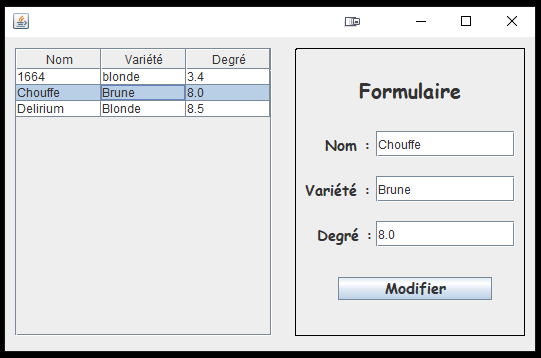 Nom Variété Degré
1664 blonde 3.4
Chouffe Brune 8.0
Delirium Blonde 8.5
Formulaire
Nom : Chouffe
Variété : Brune
Degré : 8.0
Modifier